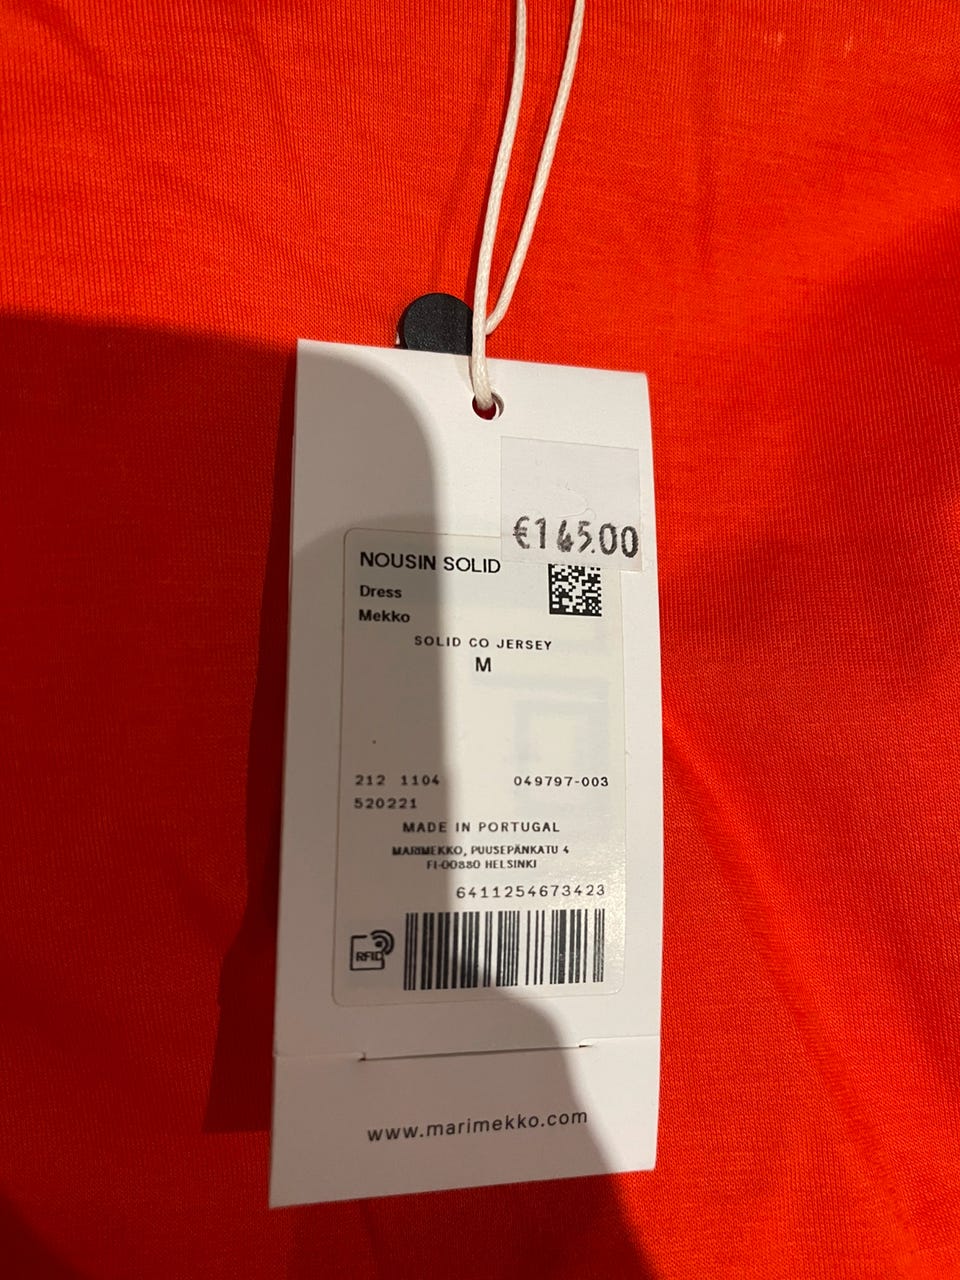 €145.00
NOUSIN SOLID
Dress
Mekko
SOLID CO JERSEY
M
212 1104 049797-003
520221
MADE IN PORTUGAL
MARIMEKKO, PUUSEPÄNKATU 4
FI-00880 HELSINKI
6411254673423
RFID
www.marimekko.com